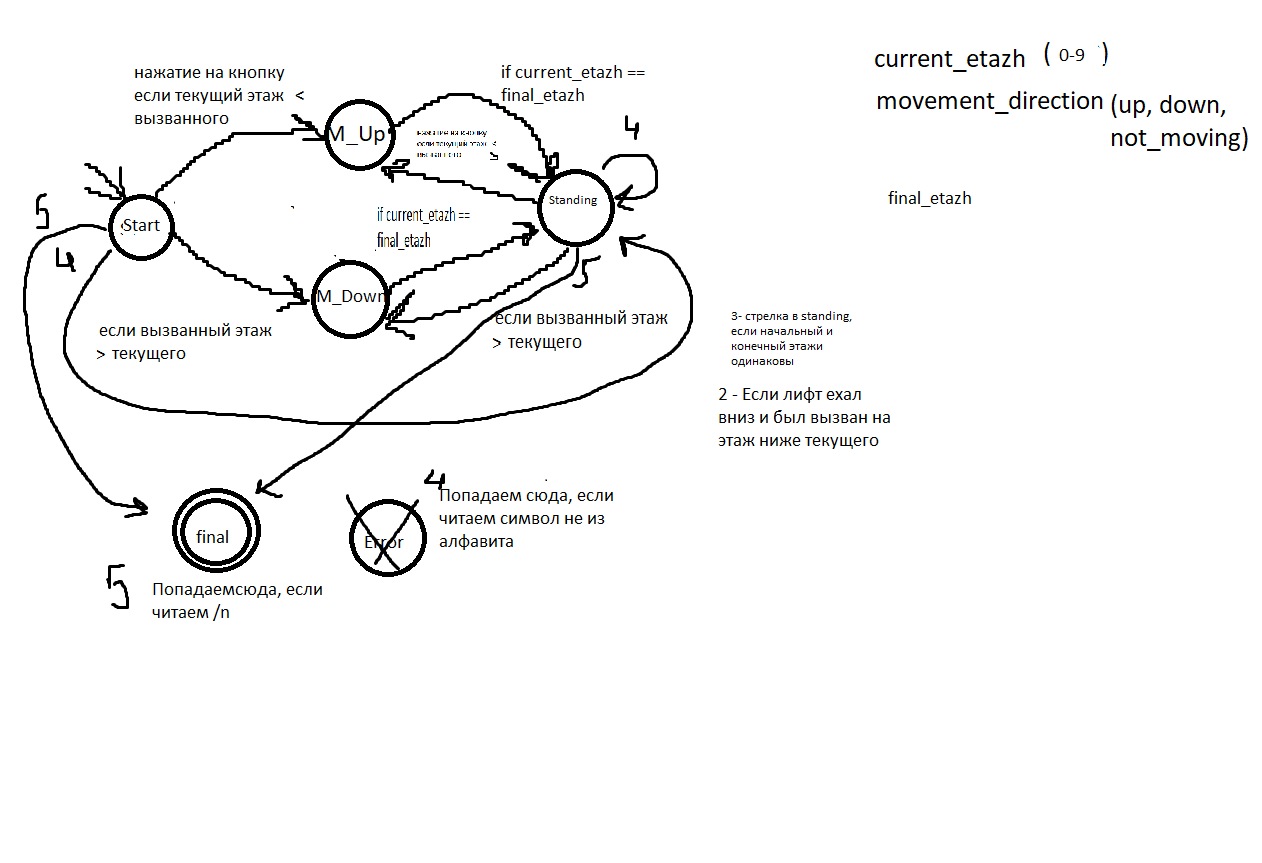 current_etazh ( 0-9 )
movement_direction (up, down,
not_moving)
final_etazh
нажатие на кнопку
если текущий этаж <
вызванного
if current_etazh ==
final_etazh
M_Up
нажатие на кнопку
если текущий этаж <
вызванного
4
Standing
5
Start
4
if current_etazh ==
final_etazh
M_Down
5
если вызванный этаж
> текущего
если вызванный этаж
> текущего
3- стрелка в standing,
если начальный и
конечный этажи
одинаковы
2 - Если лифт ехал
вниз и был вызван на
этаж ниже текущего
final
Error
4
Попадаем сюда, если
читаем символ не из
алфавита
5
Попадаемсюда, если
читаем /n